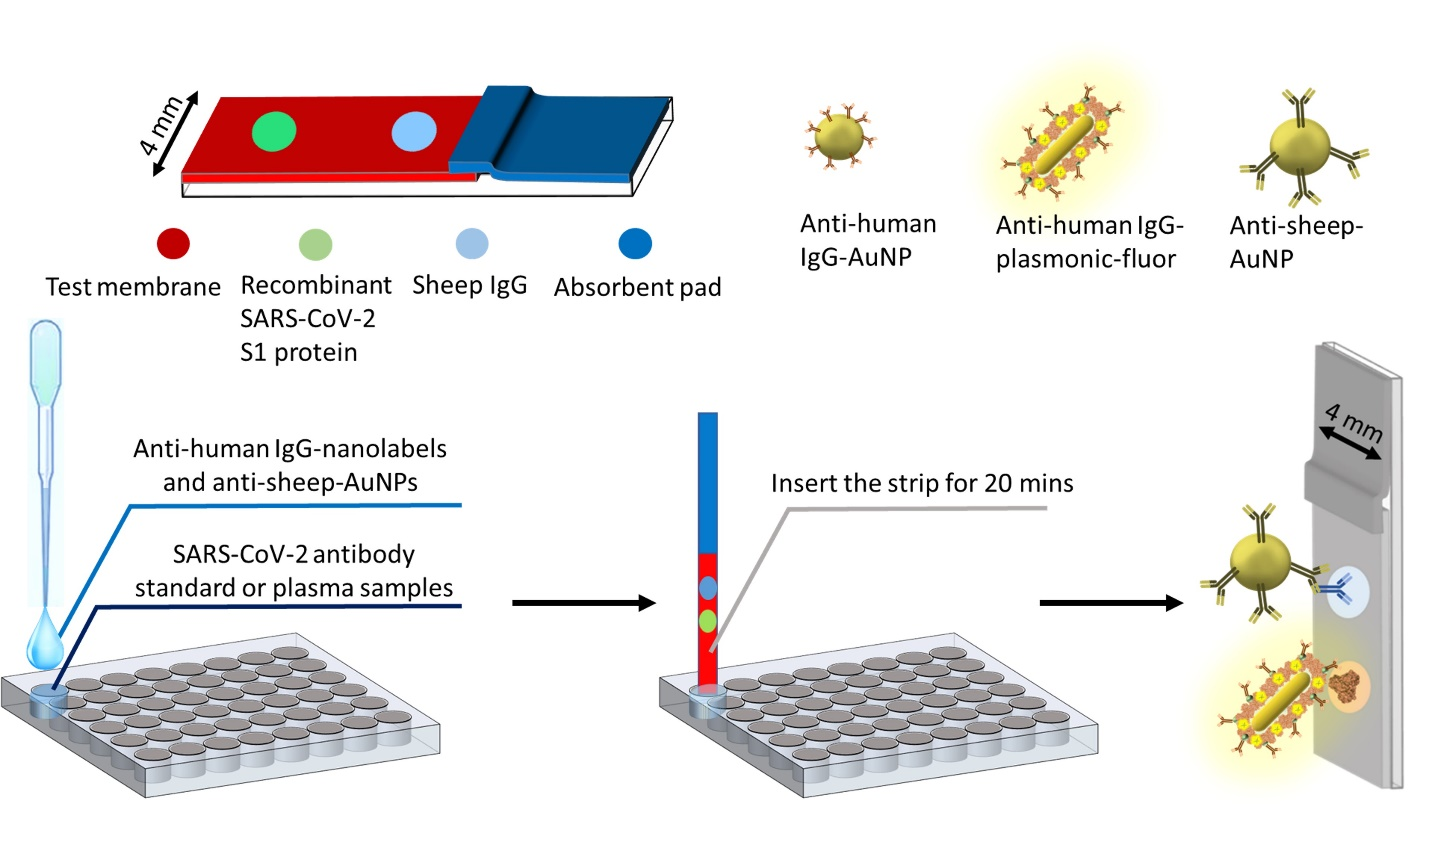 4 mm
Test membrane
Recombinant
SARS-CoV-2
S1 protein
Sheep IgG
Absorbent pad
Anti-human
IgG-AuNP
Anti-human IgG-
plasmonic-fluor
Anti-sheep-
AuNP
Anti-human IgG-nanolabels
and anti-sheep-AuNPs
SARS-CoV-2 antibody
standard or plasma samples
Insert the strip for 20 mins
4 mm